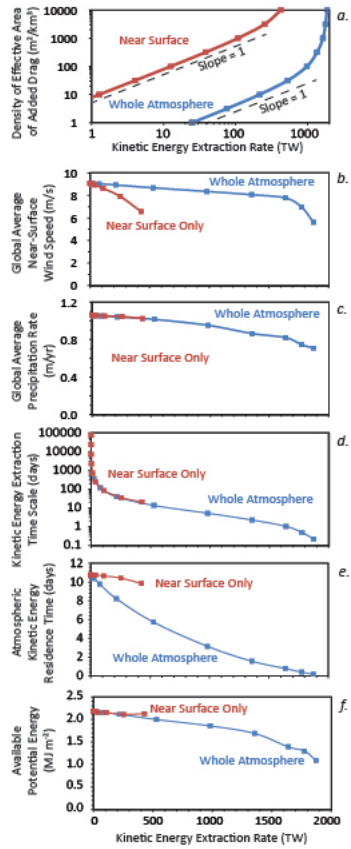 a.
Density of Effective Area
of Added Drag (m²/km³)
10000
1000
100
10
1
Near Surface
Slope = 1
Whole Atmosphere
Slope = 1
1 10 100 1000
Kinetic Energy Extraction Rate (TW)
b.
Global Average
Near-Surface
Wind Speed (m/s)
10
8
6
4
2
0
Whole Atmosphere
Near Surface Only
c.
Global Average
Precipitation Rate
(m/yr)
1.2
0.8
0.4
0.0
Whole Atmosphere
Near Surface Only
d.
Kinetic Energy Extraction
Time Scale (days)
100000
10000
1000
100
10
1
0.1
Near Surface Only
Whole Atmosphere
e.
Atmospheric
Kinetic Energy
Residence Time (days)
12
10
8
6
4
2
0
Near Surface Only
Whole Atmosphere
f.
Available
Potential Energy
(MJ m⁻²)
2.5
2.0
1.5
1.0
0.5
0.0
Near Surface Only
Whole Atmosphere
0 500 1000 1500 2000
Kinetic Energy Extraction Rate (TW)